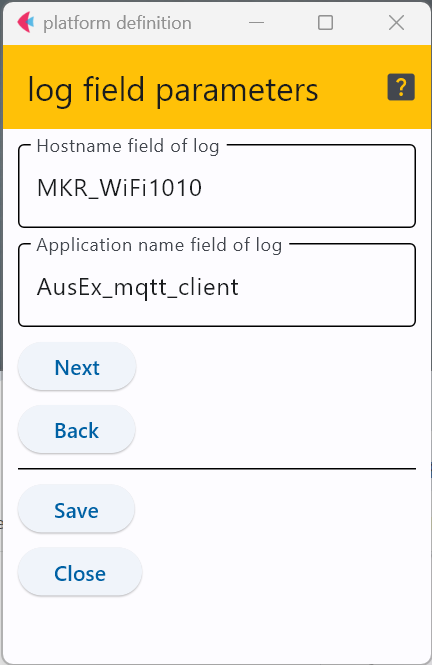 platform definition
log field parameters
?
Hostname field of log
MKR_WiFi1010
Application name field of log
AusEx_mqtt_client
Next
Back
Save
Close